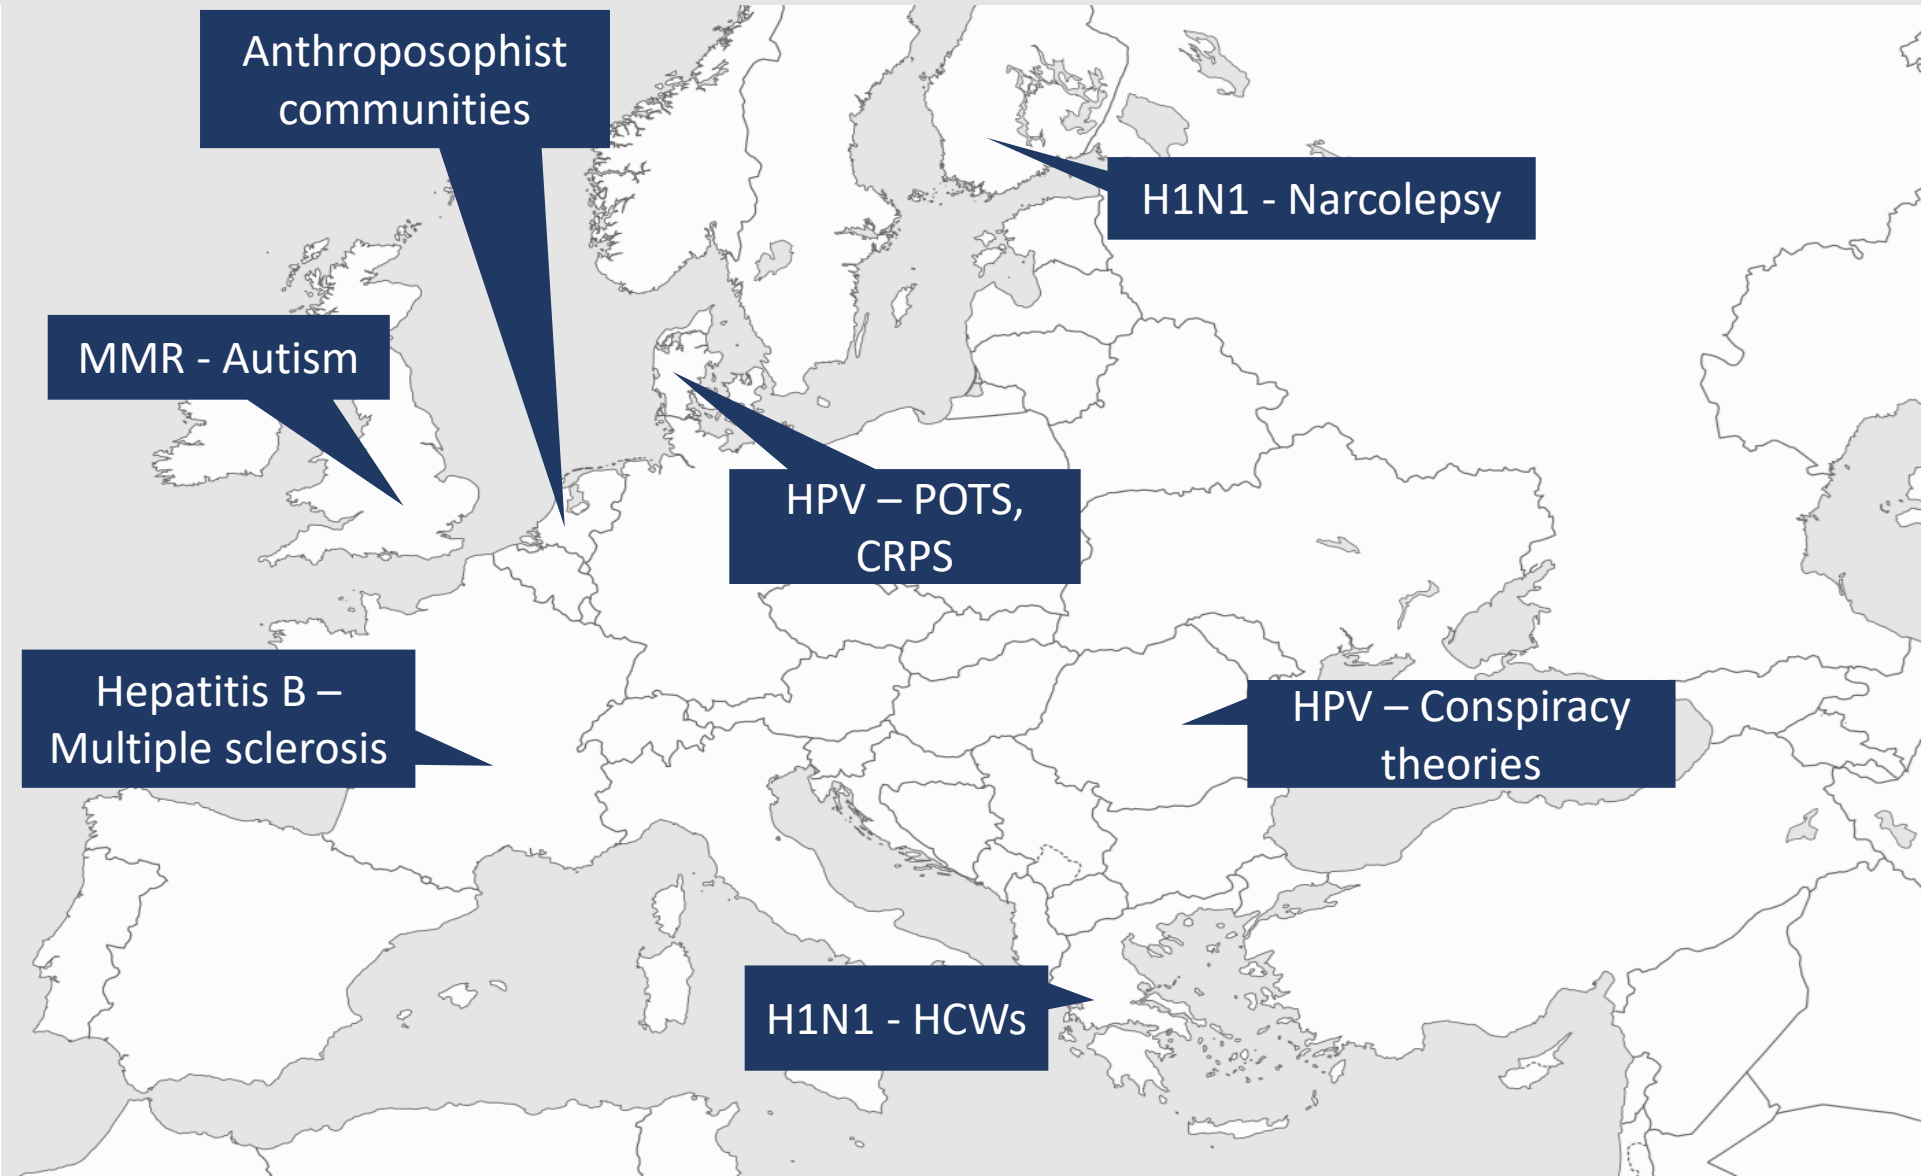 Anthroposophist
communities
H1N1 - Narcolepsy
MMR - Autism
HPV – POTS,
CRPS
Hepatitis B –
Multiple sclerosis
HPV – Conspiracy
theories
H1N1 - HCWs